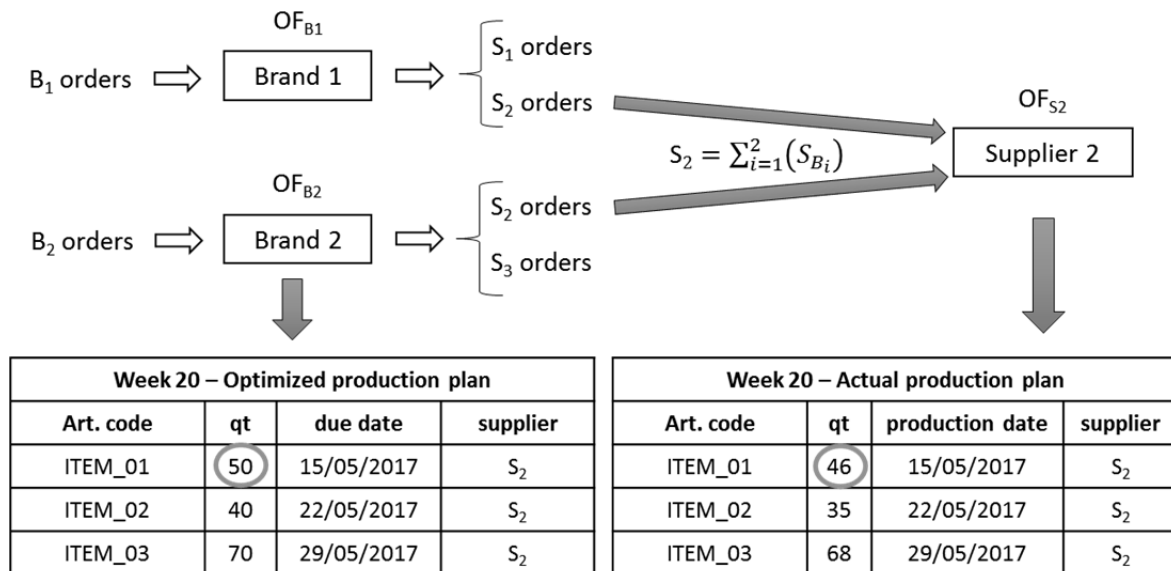 OF_B1
B₁ orders
Brand 1
S₁ orders
S₂ orders
S₂ = ∑_{i=1}^{2}(S_{B_i})
OF_S2
Supplier 2
OF_B2
B₂ orders
Brand 2
S₂ orders
S₃ orders
Week 20 – Optimized production plan
Art. code qt due date supplier
ITEM_01 50 15/05/2017 S₂
ITEM_02 40 22/05/2017 S₂
ITEM_03 70 29/05/2017 S₂
Week 20 – Actual production plan
Art. code qt production date supplier
ITEM_01 46 15/05/2017 S₂
ITEM_02 35 22/05/2017 S₂
ITEM_03 68 29/05/2017 S₂